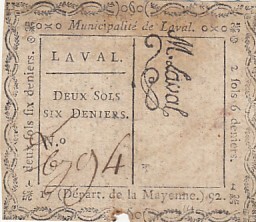 Municipalité de Laval.
deux sols six deniers.
LAVAL.
DEUX SOLS
SIX DENIERS.
N.o
6794
M. Laval
2 sols 6 deniers.
17 (Départ. de la Mayenne.) 92.